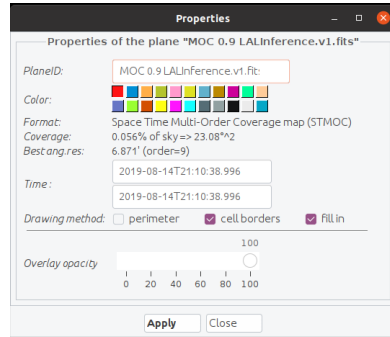 Properties
Properties of the plane "MOC 0.9 LALInference.v1.fits"
PlaneID: MOC 0.9 LALInference.v1.fit
Color:
Format: Space Time Multi-Order Coverage map (STMOC)
Coverage: 0.056% of sky => 23.08°^2
Best ang.res: 6.871' (order=9)
Time : 2019-08-14T21:10:38.996
2019-08-14T21:10:38.996
Drawing method: perimeter cell borders fill in
100
Overlay opacity
0 20 40 60 80 100
Apply Close